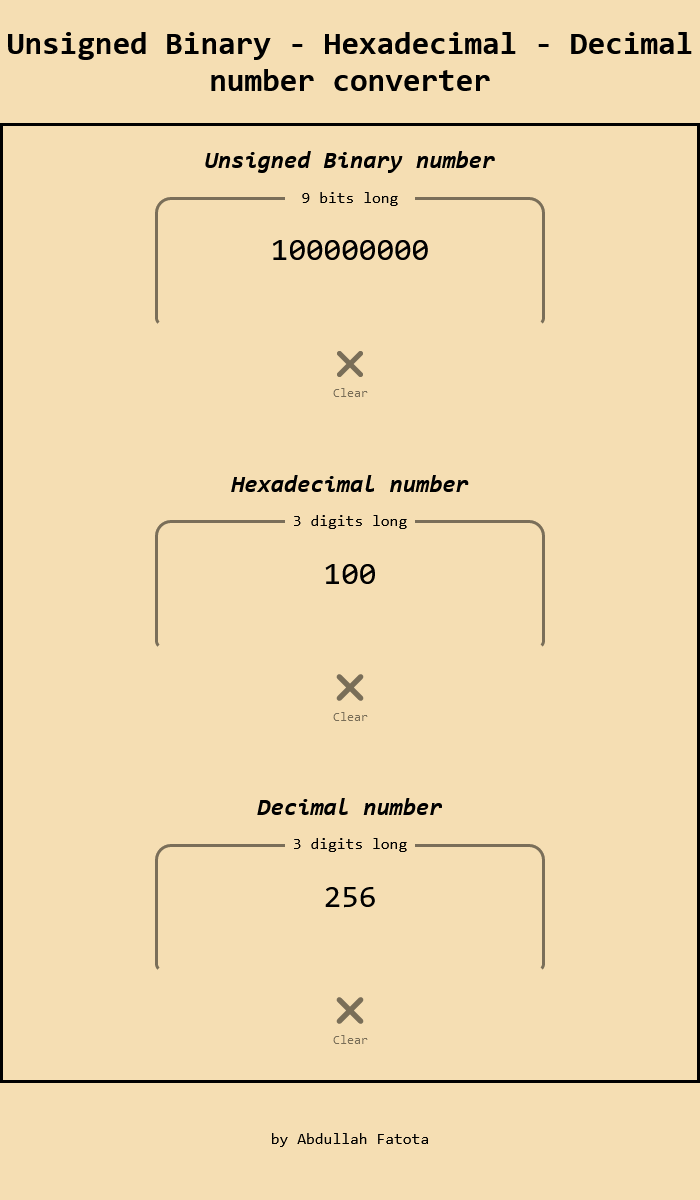 Unsigned Binary - Hexadecimal - Decimal
number converter
Unsigned Binary number
9 bits long
100000000
Clear
Hexadecimal number
3 digits long
100
Clear
Decimal number
3 digits long
256
Clear
by Abdullah Fatota